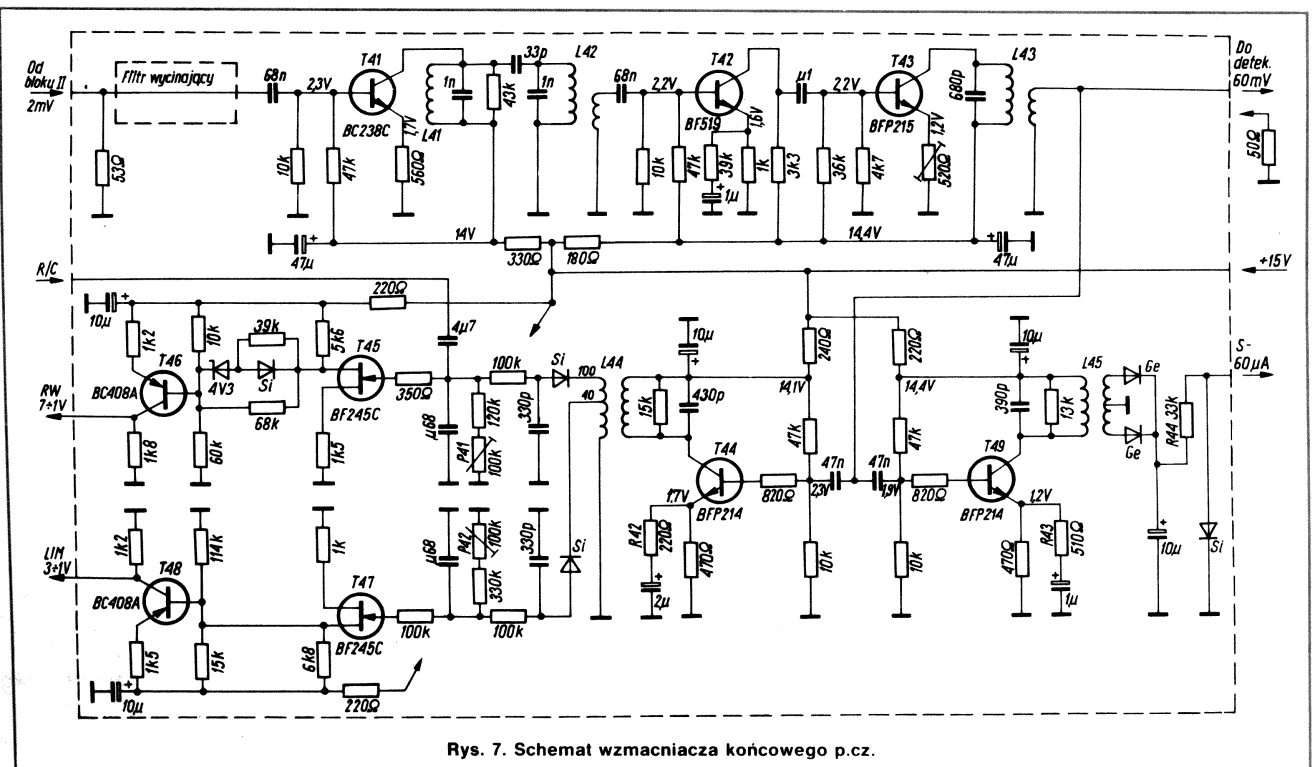 Od bloku II 2mV
Filtr wycinający
53Ω
68n
2,3V
10k
47k
T41
BC238C
1,7V
560Ω
L41
1n
43k
33p
1n
L42
68n
2,2V
10k
47k
T42
BF519
1,6V
39k
1µ
1k
3k3
µ1
2,2V
36k
4k7
T43
BFP215
1,2V
520Ω
680p
L43
Do detek. 60mV
50Ω
47µ
14V
330Ω
180Ω
14,4V
47µ
R/C
+15V
220Ω
10µ
1k2
10k
39k
4V3
Si
68k
5k6
T46
BC408A
RW 7÷1V
1k8
60k
T45
BF245C
1k5
350Ω
4µ7
µ68
100k
120k
P41
100k
330p
Si
100
40
L44
15k
430p
10µ
14,1V
240Ω
220Ω
14,4V
10µ
390p
13k
L45
Ge
Ge
R44 33k
S- 60µA
10µ
Si
47k
47k
T44
BFP214
1,7V
820Ω
2,3V
47n
47n
1,9V
820Ω
T49
BFP214
1,2V
R42
220Ω
2µ
470Ω
10k
10k
470Ω
R43
510Ω
1µ
LIM 3÷1V
1k2
114k
T48
BC408A
1k5
15k
1k
T47
BF245C
6k8
100k
µ68
P42
100k
330k
100k
330p
Si
10µ
220Ω
Rys. 7. Schemat wzmacniacza końcowego p.cz.